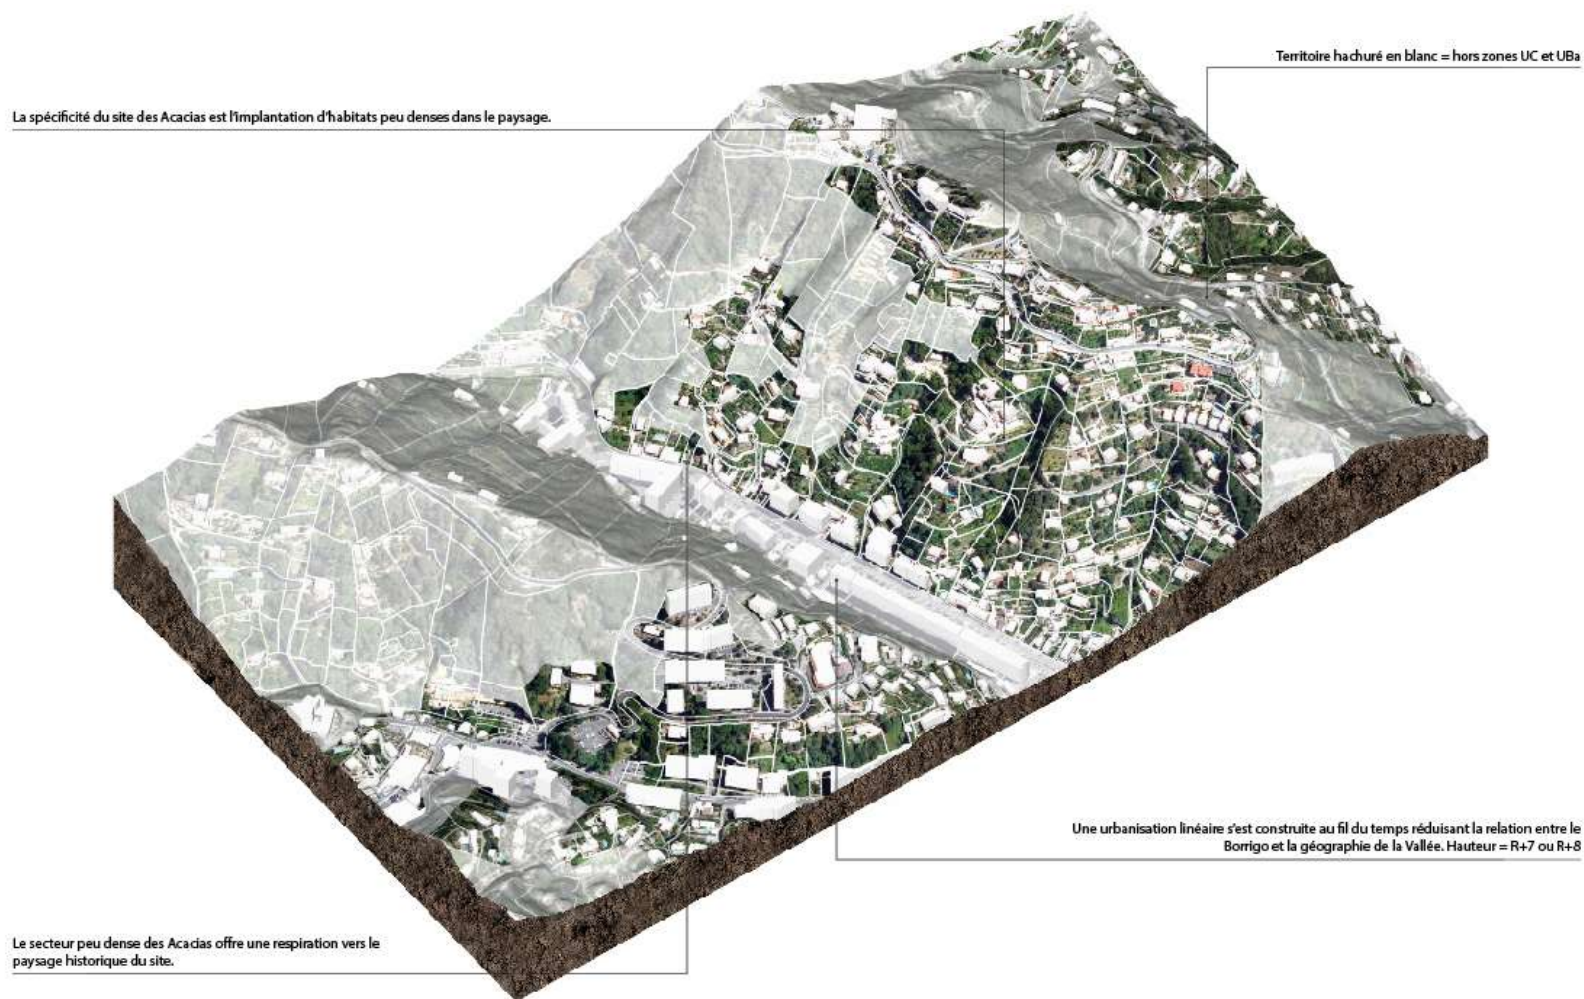 Territoire hachuré en blanc = hors zones UC et UBa
La spécificité du site des Acacias est l'implantation d'habitats peu denses dans le paysage.
Une urbanisation linéaire s'est construite au fil du temps réduisant la relation entre le
Borrigo et la géographie de la Vallée. Hauteur = R+7 ou R+8
Le secteur peu dense des Acacias offre une respiration vers le
paysage historique du site.